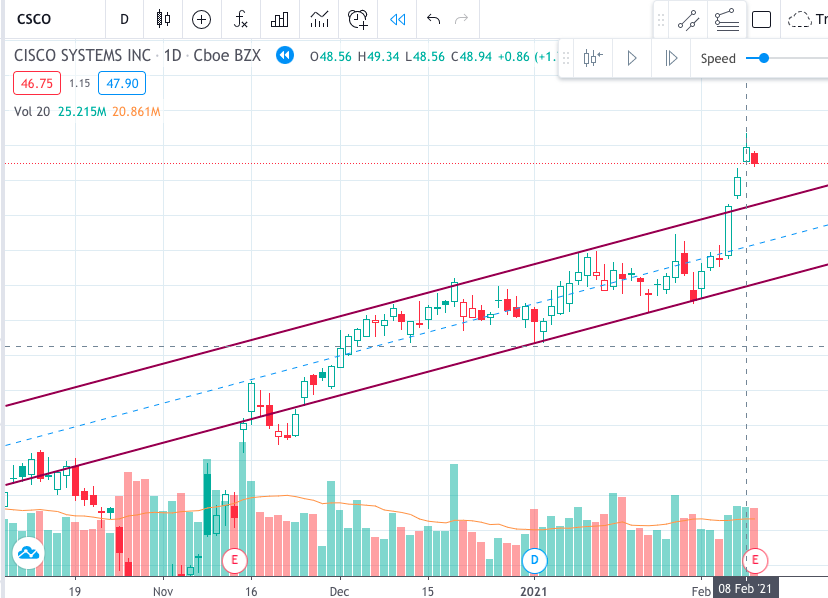 CSCO D
CISCO SYSTEMS INC · 1D · Cboe BZX O48.56 H49.34 L48.56 C48.94 +0.86 (+1.
Speed
46.75 1.15 47.90
Vol 20 25.215M 20.861M
E D E
19 Nov 16 Dec 15 2021 Feb 08 Feb '21